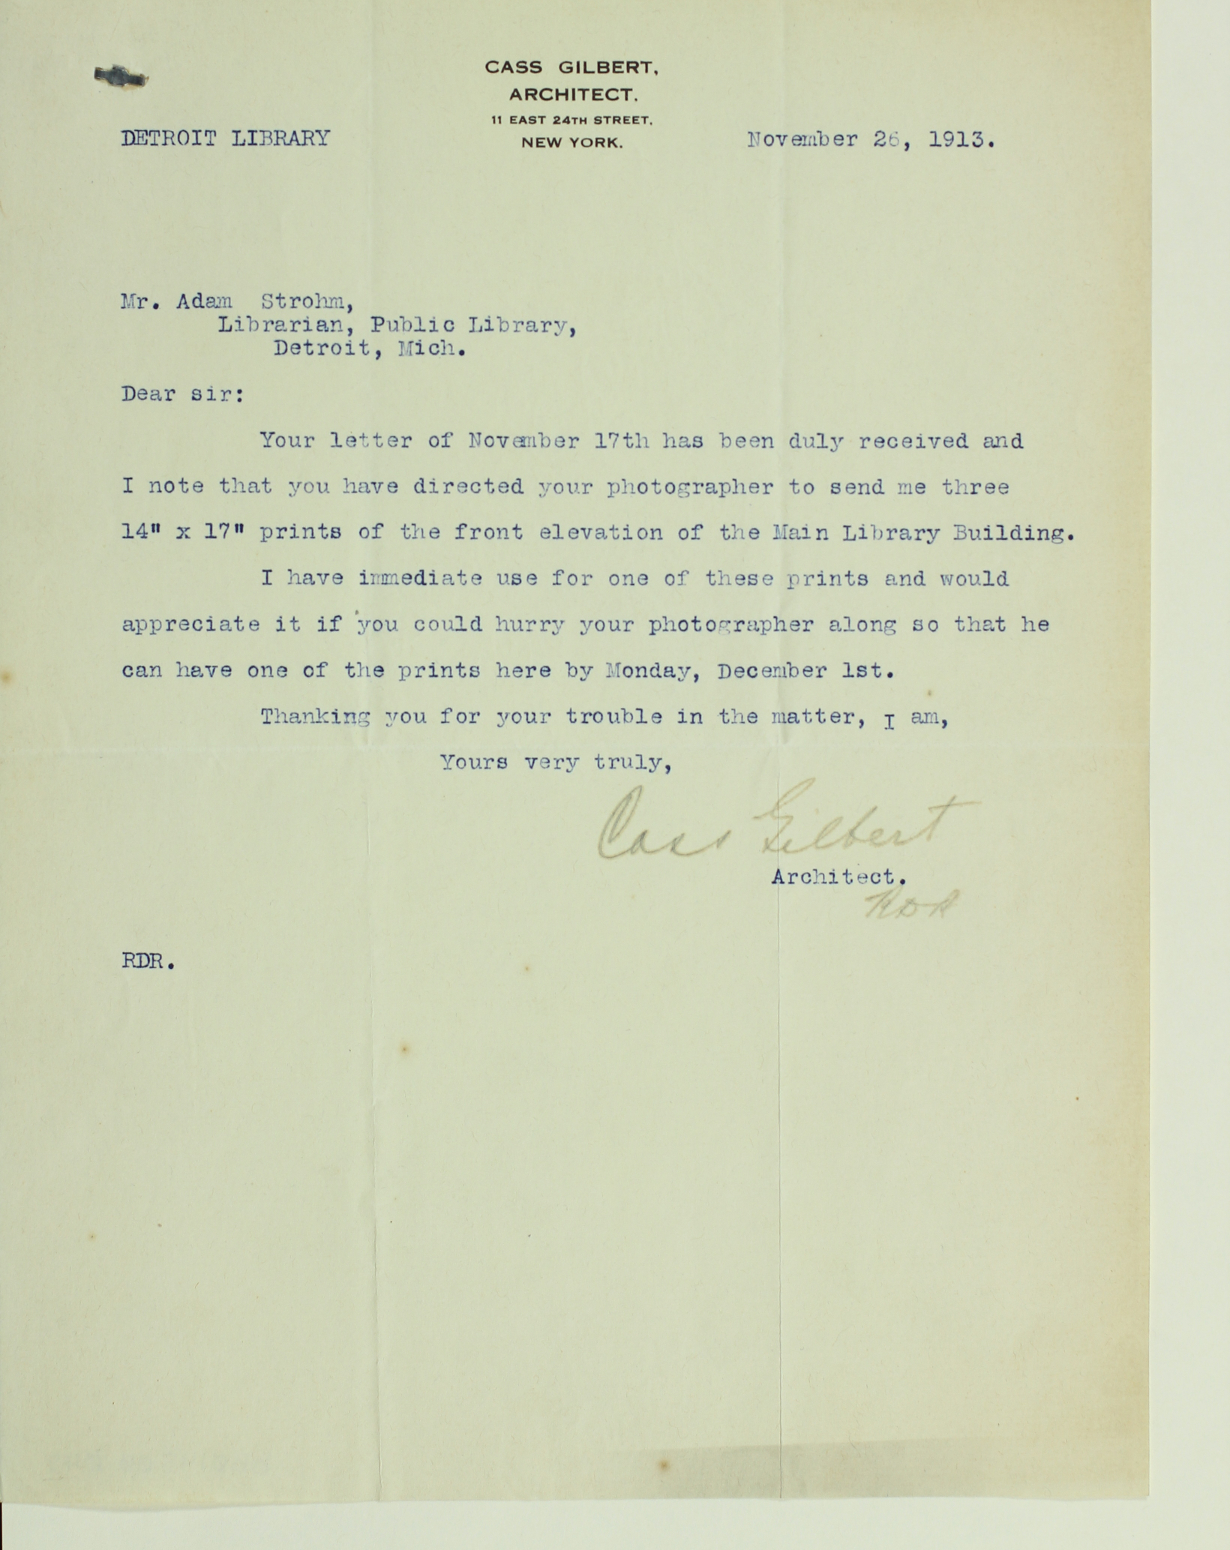 CASS GILBERT,
ARCHITECT.
11 EAST 24TH STREET,
NEW YORK.
DETROIT LIBRARY
November 26, 1913.
Mr. Adam Strohm,
Librarian, Public Library,
Detroit, Mich.
Dear sir:
Your letter of November 17th has been duly received and
I note that you have directed your photographer to send me three
14" x 17" prints of the front elevation of the Main Library Building.
I have immediate use for one of these prints and would
appreciate it if you could hurry your photographer along so that he
can have one of the prints here by Monday, December 1st.
Thanking you for your trouble in the matter, I am,
Yours very truly,
Cass Gilbert
Architect.
RDR
RDR.